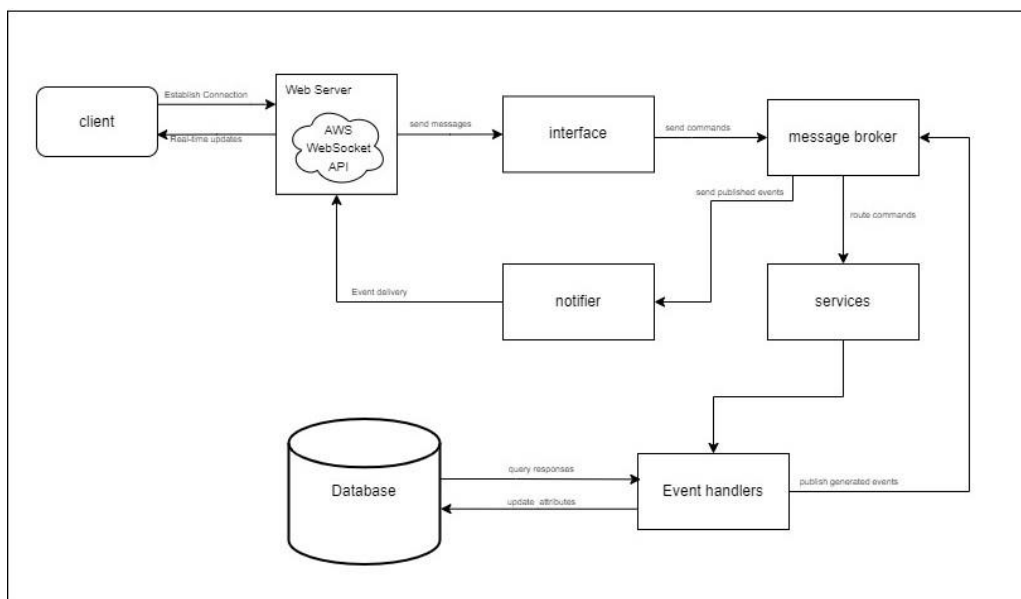 client
Establish Connection
Real-time updates
Web Server
AWS
WebSocket
API
send messages
interface
send commands
message broker
send published events
route commands
Event delivery
notifier
services
Database
query responses
update attributes
Event handlers
publish generated events